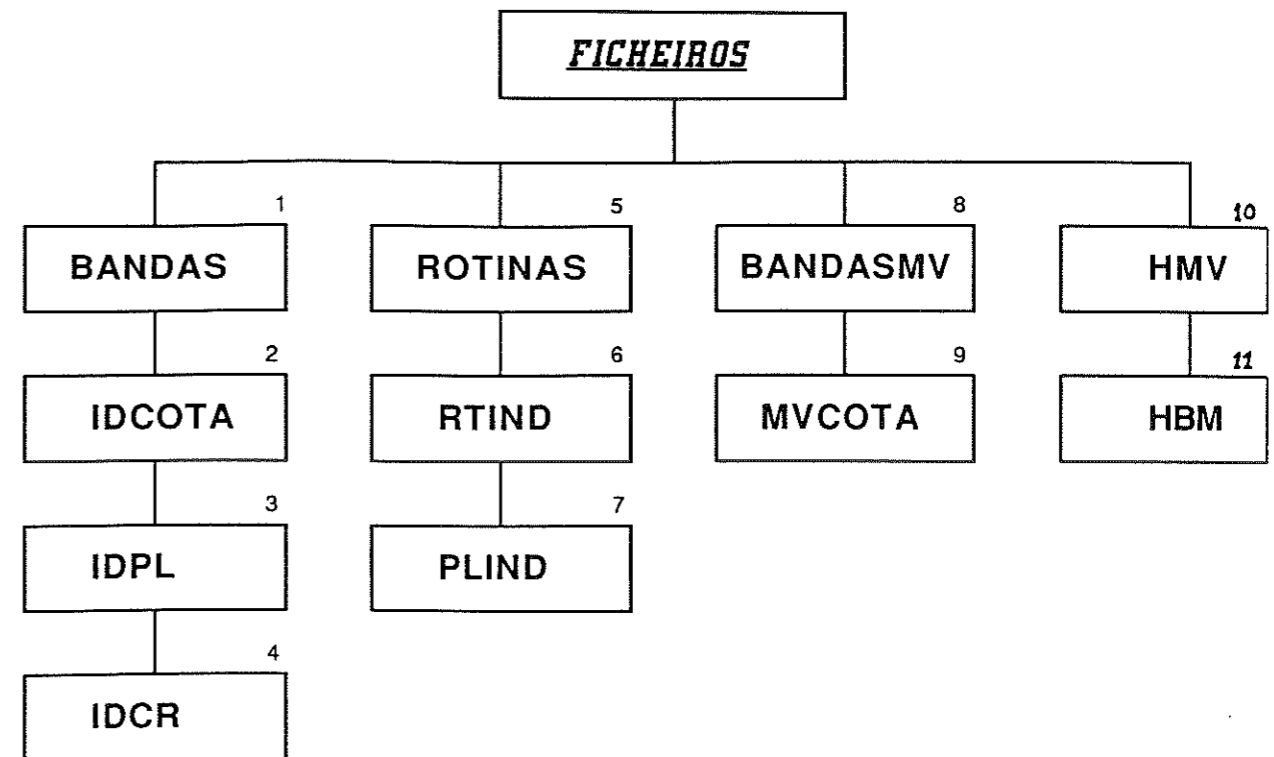 FICHEIROS
1 5 8 10
BANDAS ROTINAS BANDASMV HMV
2 6 9 11
IDCOTA RTIND MVCOTA HBM
3 7
IDPL PLIND
4
IDCR